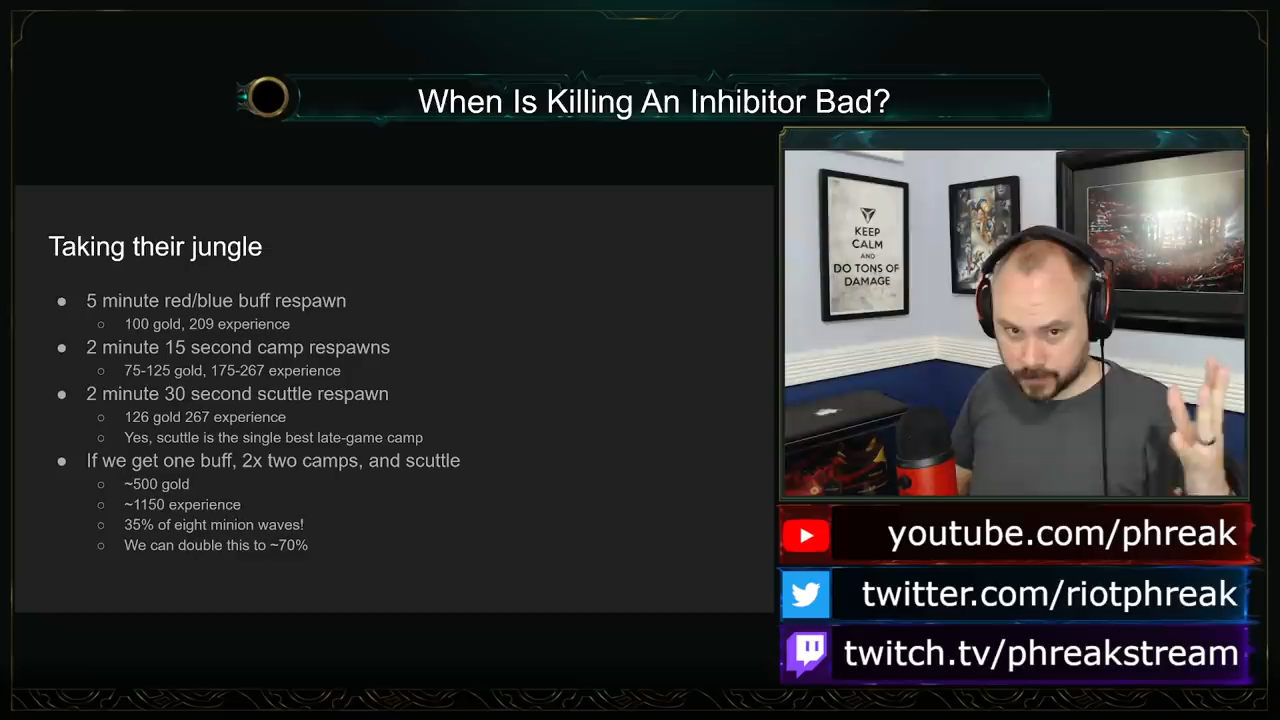 When Is Killing An Inhibitor Bad?
Taking their jungle
● 5 minute red/blue buff respawn
○ 100 gold, 209 experience
● 2 minute 15 second camp respawns
○ 75-125 gold, 175-267 experience
● 2 minute 30 second scuttle respawn
○ 126 gold 267 experience
○ Yes, scuttle is the single best late-game camp
● If we get one buff, 2x two camps, and scuttle
○ ~500 gold
○ ~1150 experience
○ 35% of eight minion waves!
○ We can double this to ~70%
KEEP
CALM
AND
DO TONS OF
DAMAGE
youtube.com/phreak
twitter.com/riotphreak
twitch.tv/phreakstream